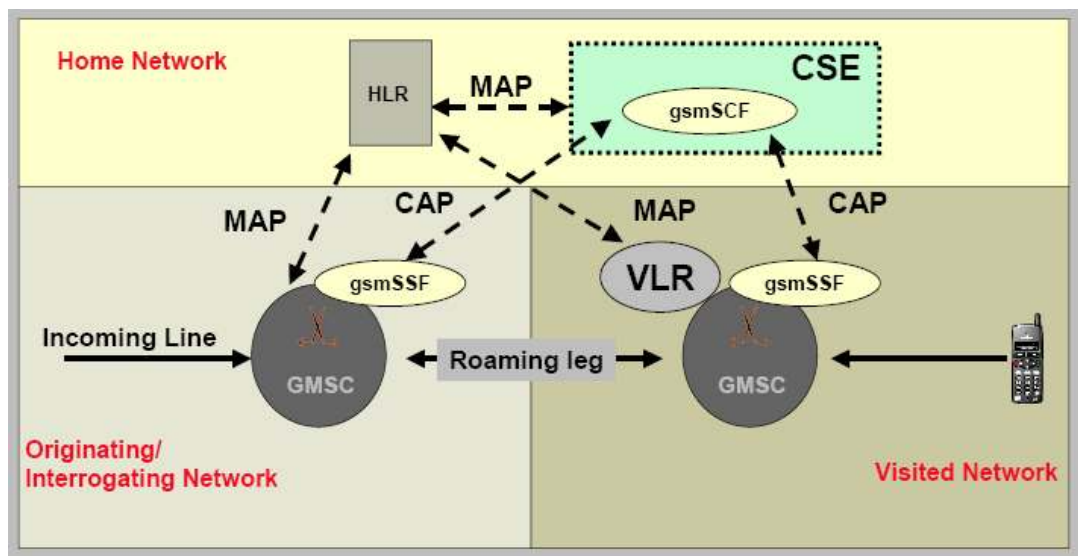 Home Network
HLR
MAP
CSE
gsmSCF
MAP
CAP
MAP
CAP
gsmSSF
VLR
gsmSSF
Incoming Line
GMSC
Roaming leg
GMSC
Originating/
Interrogating Network
Visited Network